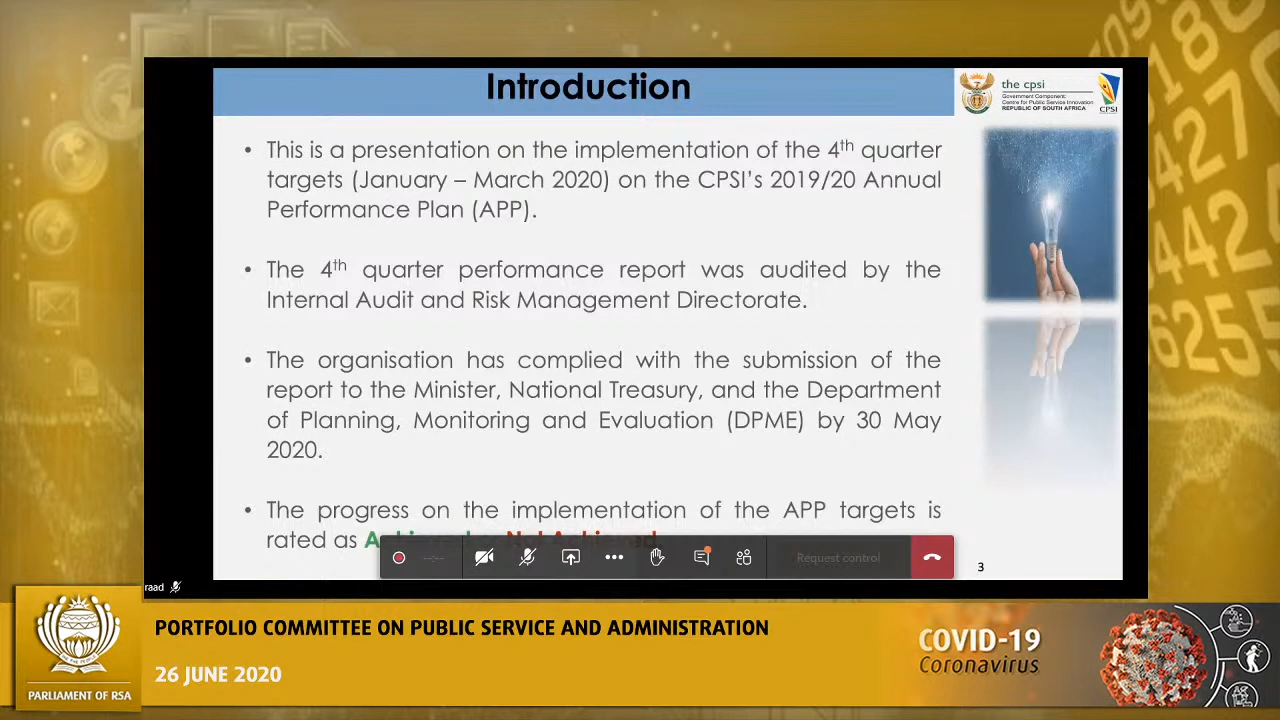 Introduction
the cpsi
Government Component:
Centre for Public Service Innovation
REPUBLIC OF SOUTH AFRICA
CPSI
• This is a presentation on the implementation of the 4th quarter
targets (January – March 2020) on the CPSI's 2019/20 Annual
Performance Plan (APP).
• The 4th quarter performance report was audited by the
Internal Audit and Risk Management Directorate.
• The organisation has complied with the submission of the
report to the Minister, National Treasury, and the Department
of Planning, Monitoring and Evaluation (DPME) by 30 May
2020.
• The progress on the implementation of the APP targets is
rated as
Request control
3
raad
PORTFOLIO COMMITTEE ON PUBLIC SERVICE AND ADMINISTRATION
26 JUNE 2020
PARLIAMENT OF RSA
COVID-19
Coronavirus